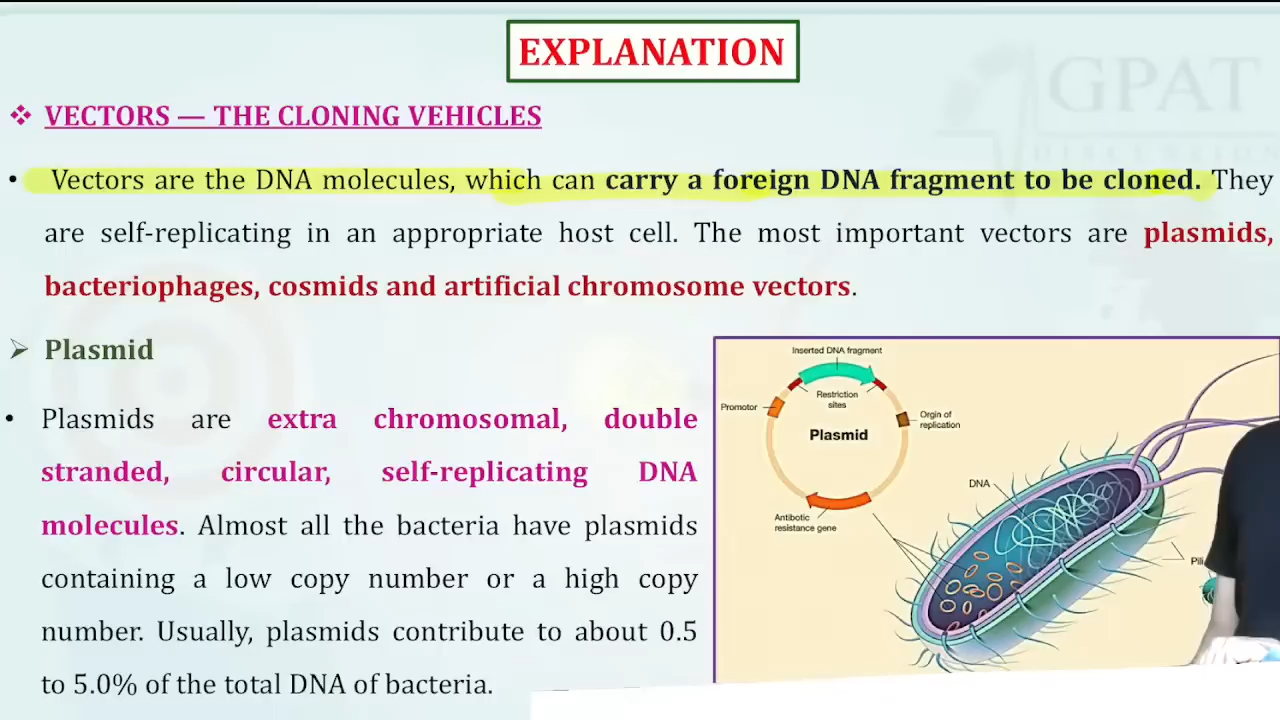 EXPLANATION
GPAT
DISCUSSION
❖ VECTORS — THE CLONING VEHICLES
• Vectors are the DNA molecules, which can carry a foreign DNA fragment to be cloned. They
are self-replicating in an appropriate host cell. The most important vectors are plasmids,
bacteriophages, cosmids and artificial chromosome vectors.
➢ Plasmid
• Plasmids are extra chromosomal, double
stranded, circular, self-replicating DNA
molecules. Almost all the bacteria have plasmids
containing a low copy number or a high copy
number. Usually, plasmids contribute to about 0.5
to 5.0% of the total DNA of bacteria.
Inserted DNA fragment
Restriction
sites
Promotor
Orgin of
replication
Plasmid
Antibotic
resistance gene
DNA
Pili